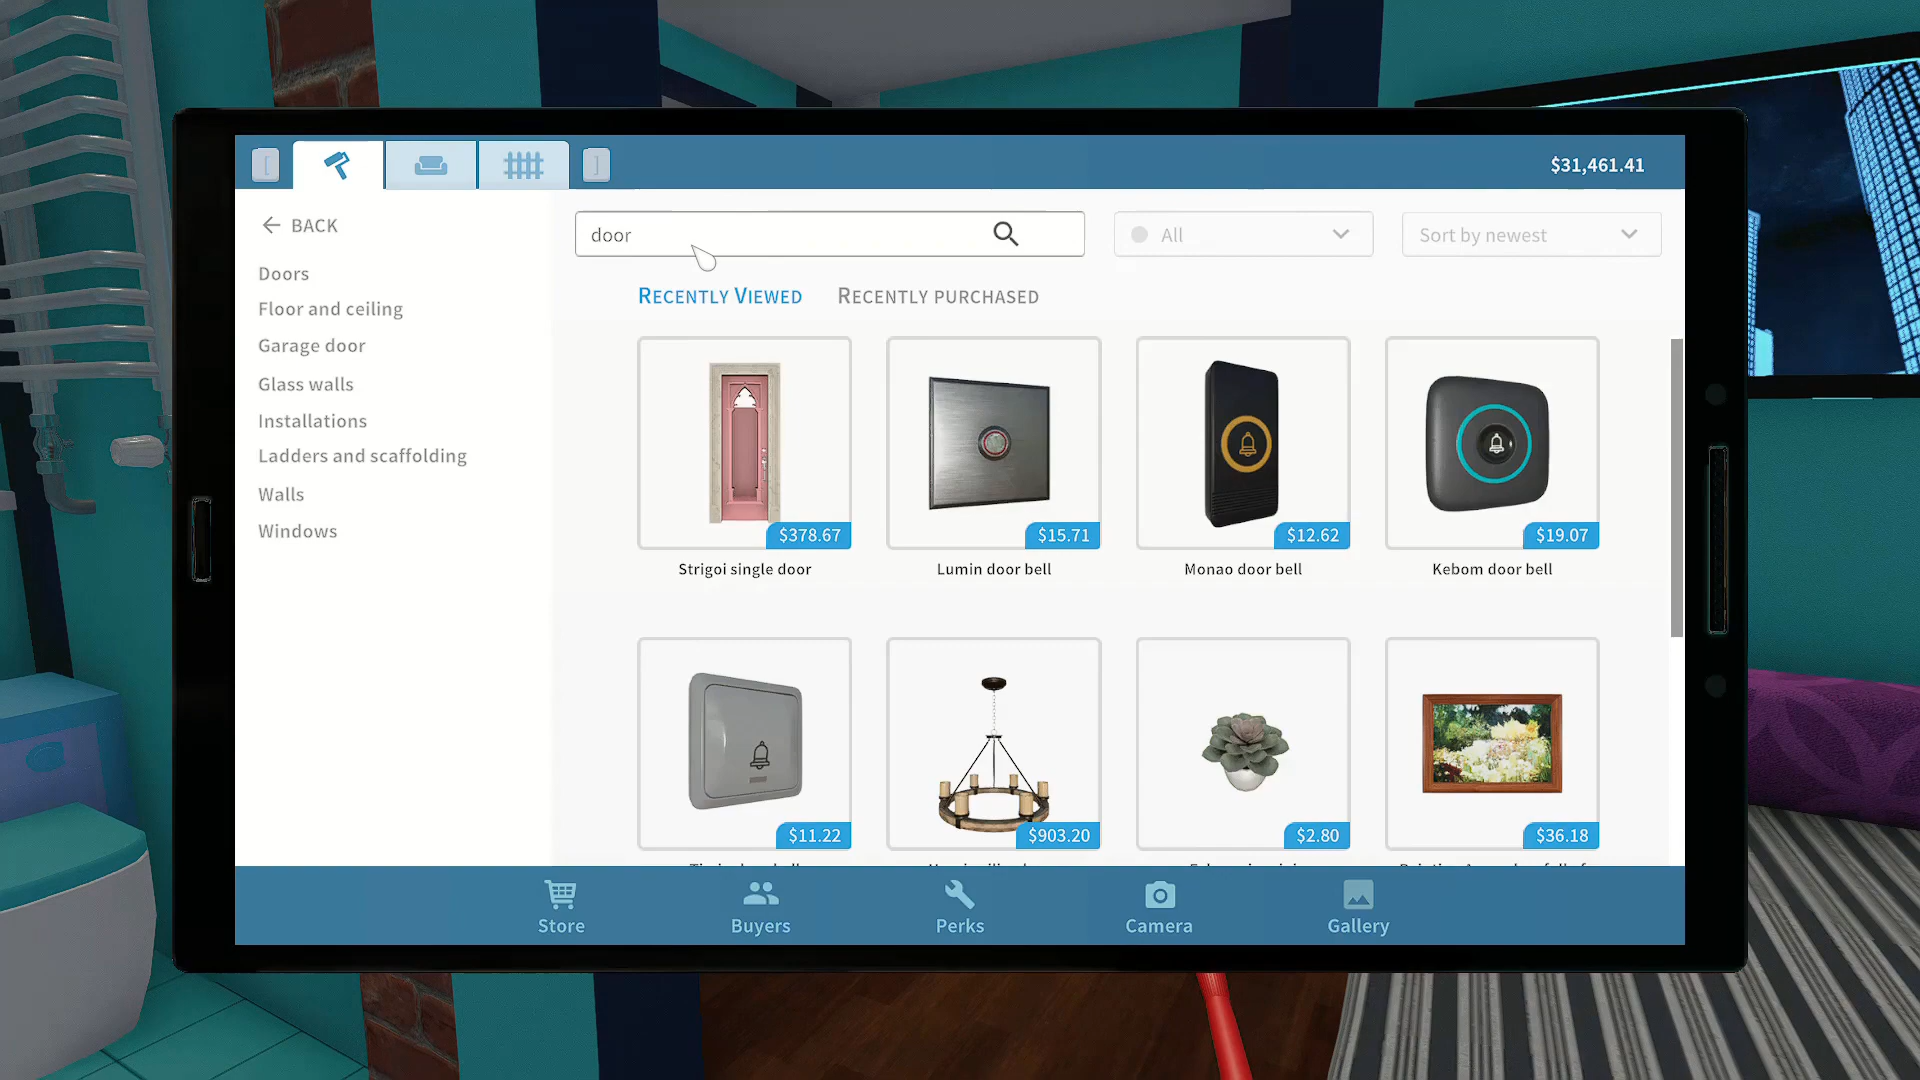 [
]
$31,461.41
BACK
Doors
Floor and ceiling
Garage door
Glass walls
Installations
Ladders and scaffolding
Walls
Windows
door
All
Sort by newest
RECENTLY VIEWED
RECENTLY PURCHASED
$378.67
$15.71
$12.62
$19.07
Strigoi single door
Lumin door bell
Monao door bell
Kebom door bell
$11.22
$903.20
$2.80
$36.18
Store
Buyers
Perks
Camera
Gallery